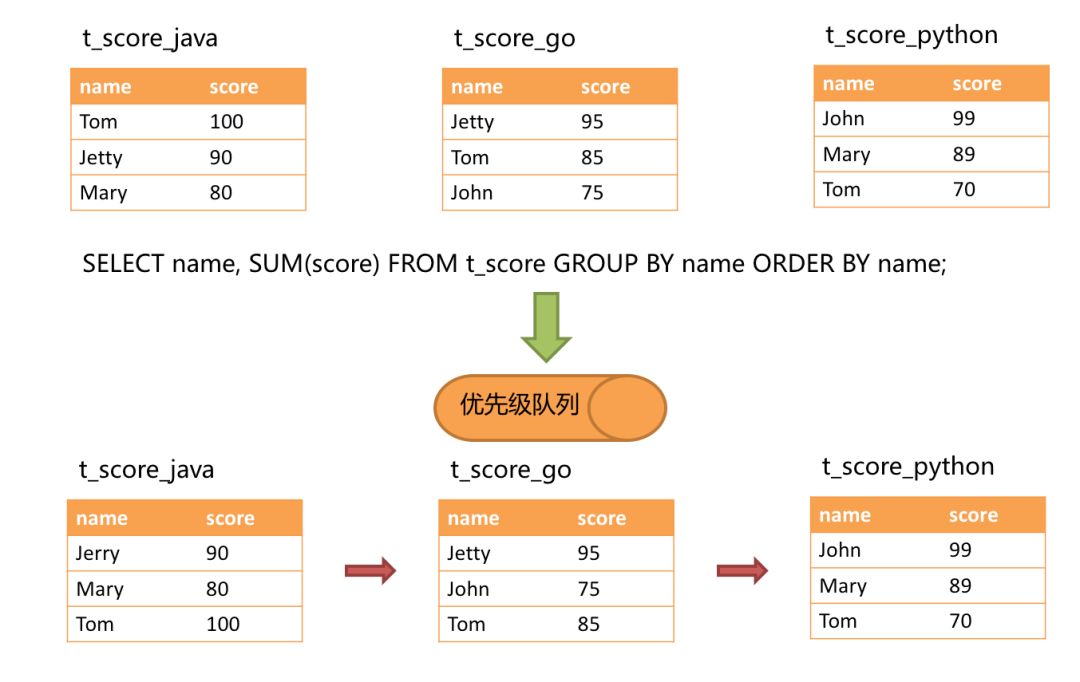 t_score_java t_score_go t_score_python
name score name score name score
Tom 100 Jetty 95 John 99
Jetty 90 Tom 85 Mary 89
Mary 80 John 75 Tom 70
SELECT name, SUM(score) FROM t_score GROUP BY name ORDER BY name;
优先级队列
t_score_java t_score_go t_score_python
name score name score name score
Jerry 90 Jetty 95 John 99
Mary 80 John 75 Mary 89
Tom 100 Tom 85 Tom 70